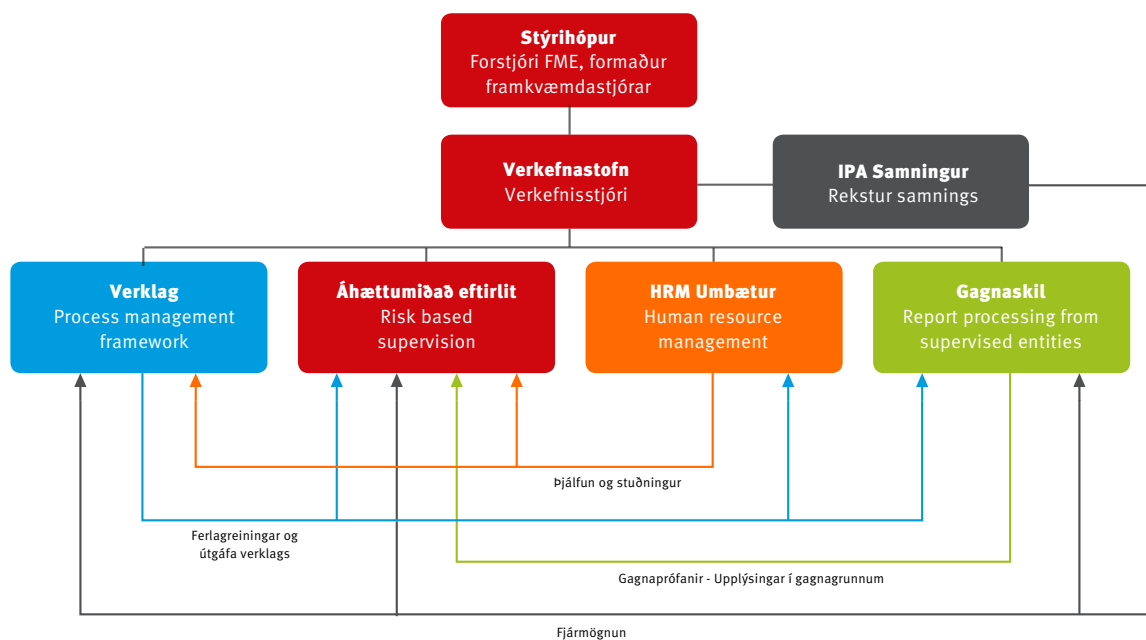 Stýrihópur
Forstjóri FME, formaður
framkvæmdastjórar
Verkefnastofn
Verkefnisstjóri
IPA Samningur
Rekstur samnings
Verklag
Process management
framework
Áhættumiðað eftirlit
Risk based
supervision
HRM Umbætur
Human resource
management
Gagnaskil
Report processing from
supervised entities
Þjálfun og stuðningur
Ferlagreiningar og
útgáfa verklags
Gagnaprófanir - Upplýsingar í gagnagrunnum
Fjármögnun